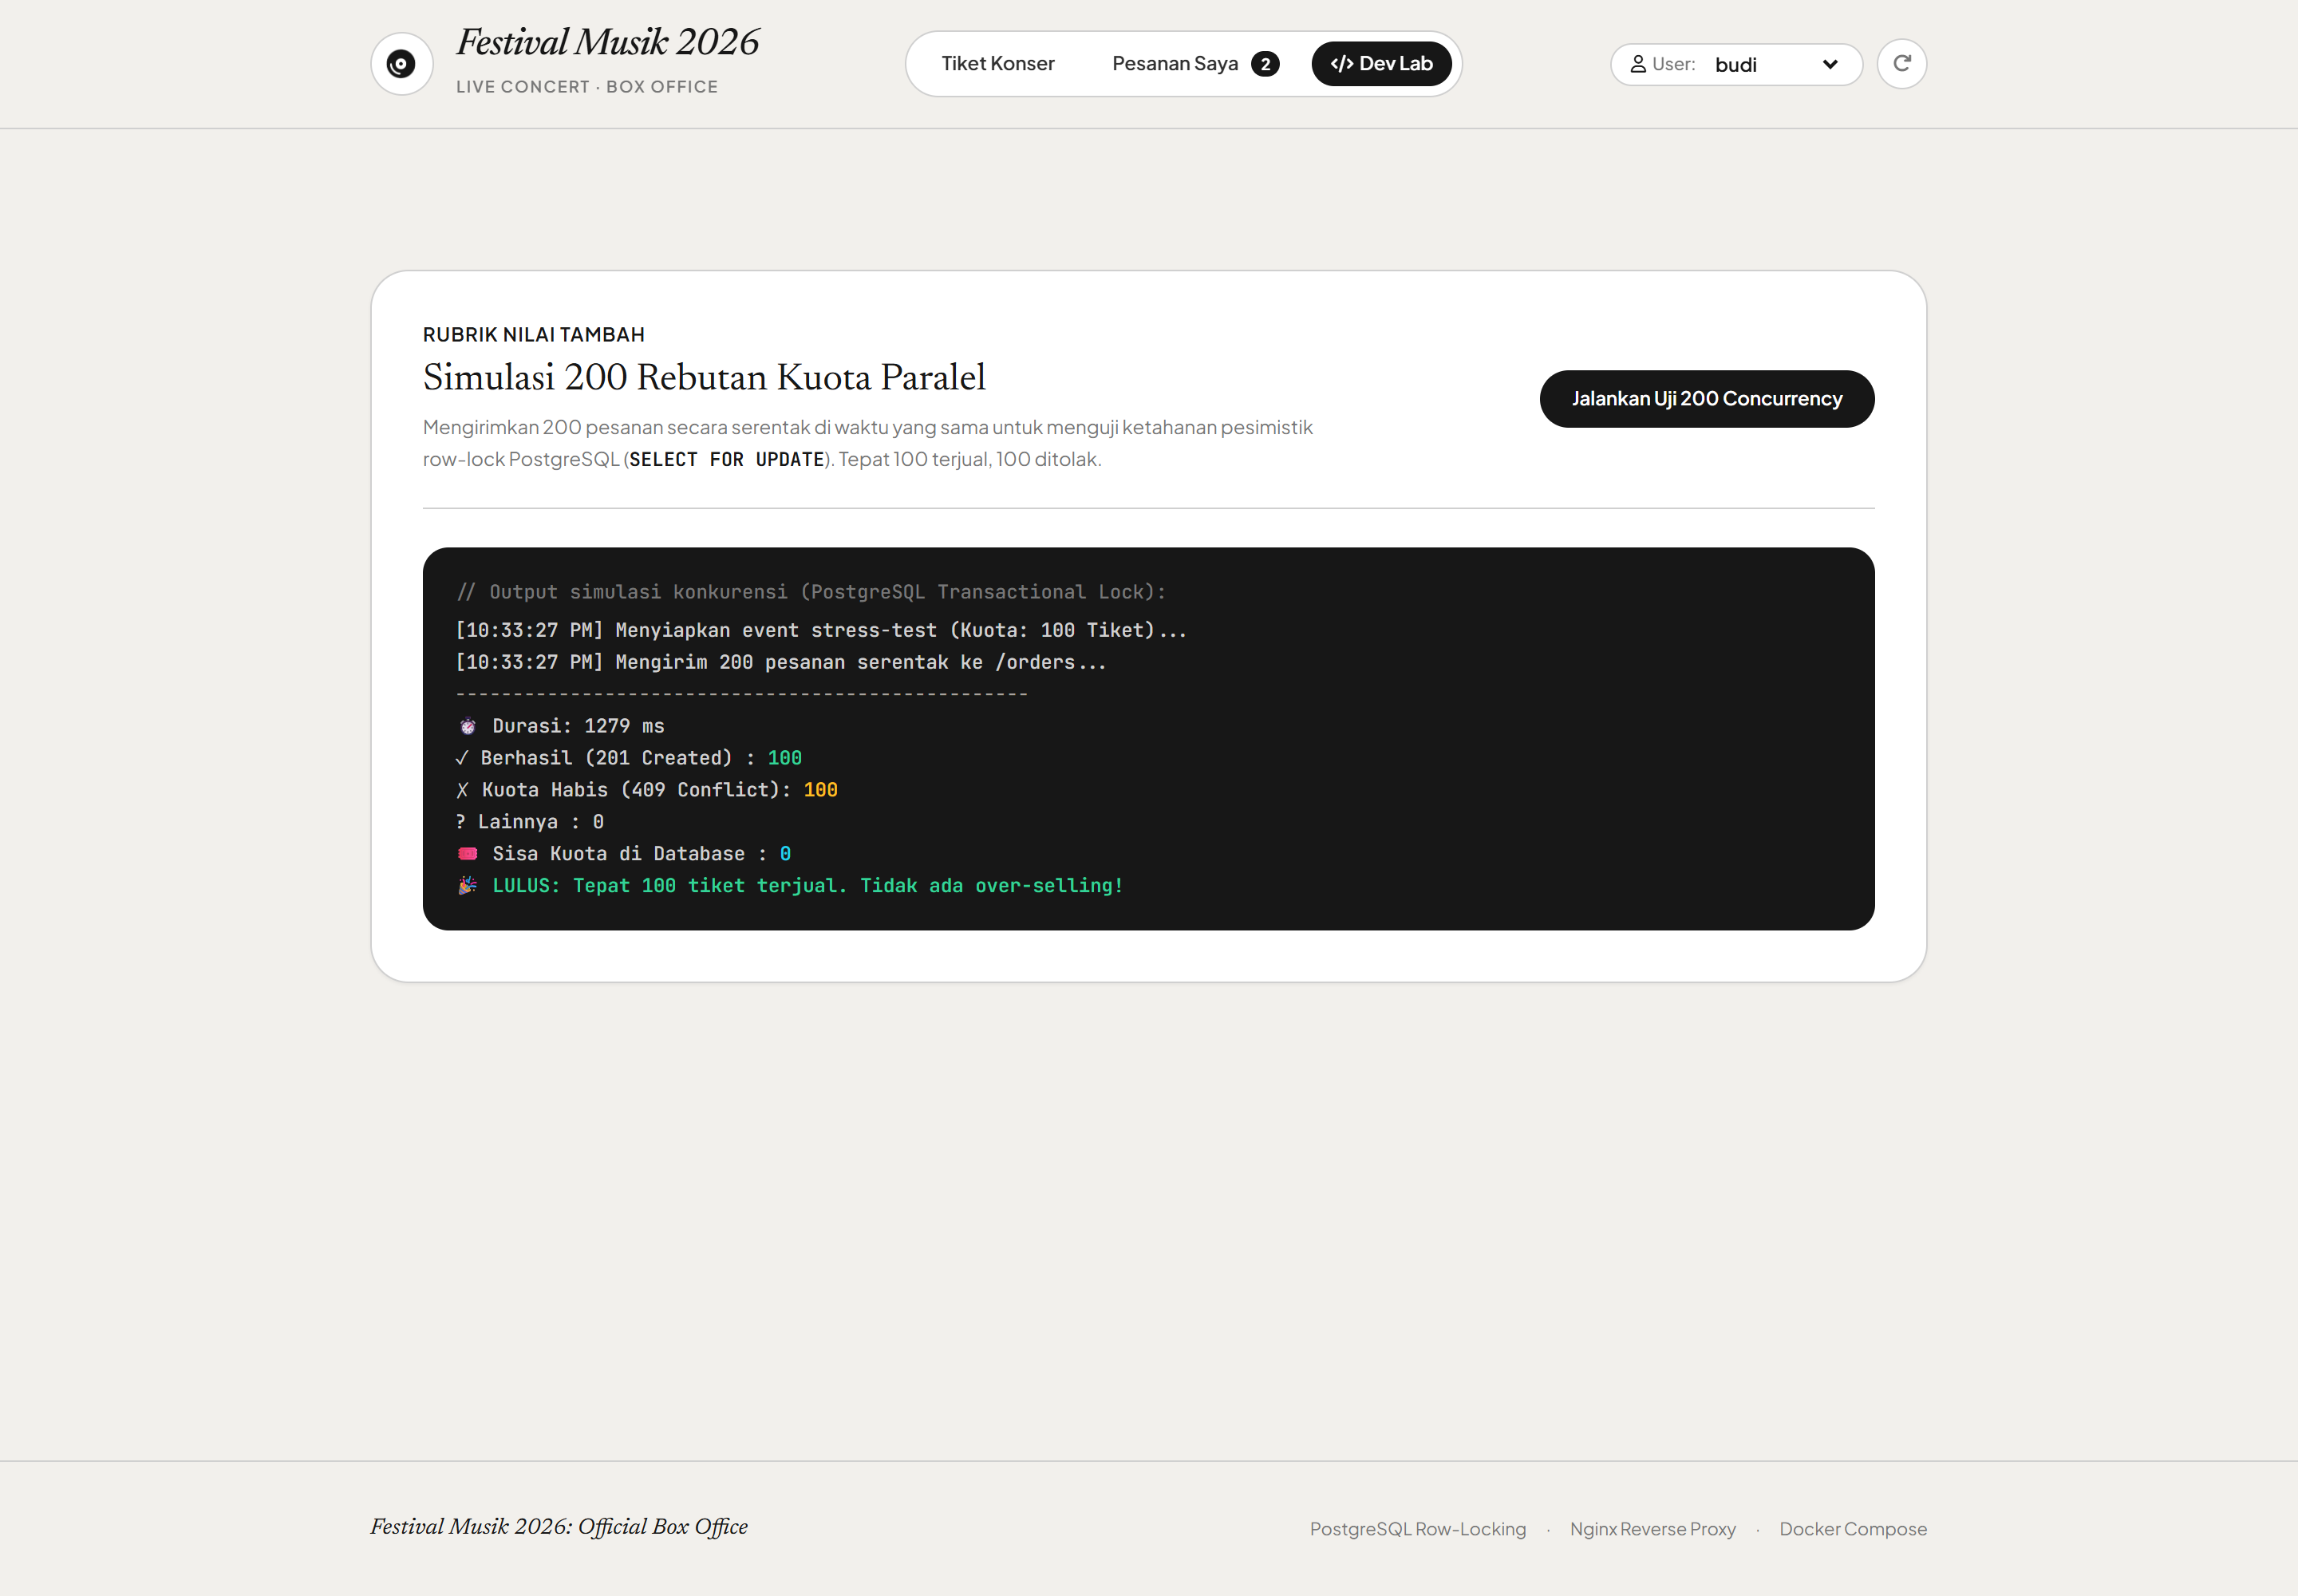 Festival Musik 2026
LIVE CONCERT · BOX OFFICE
Tiket Konser
Pesanan Saya 2
</> Dev Lab
User: budi
RUBRIK NILAI TAMBAH
Simulasi 200 Rebutan Kuota Paralel
Mengirimkan 200 pesanan secara serentak di waktu yang sama untuk menguji ketahanan pesimistik
row-lock PostgreSQL (SELECT FOR UPDATE). Tepat 100 terjual, 100 ditolak.
Jalankan Uji 200 Concurrency
// Output simulasi konkurensi (PostgreSQL Transactional Lock):
[10:33:27 PM] Menyiapkan event stress-test (Kuota: 100 Tiket)...
[10:33:27 PM] Mengirim 200 pesanan serentak ke /orders...
--------------------------------------------------
⏱ Durasi: 1279 ms
✓ Berhasil (201 Created) : 100
✗ Kuota Habis (409 Conflict): 100
? Lainnya : 0
🎟 Sisa Kuota di Database : 0
🎉 LULUS: Tepat 100 tiket terjual. Tidak ada over-selling!
Festival Musik 2026: Official Box Office
PostgreSQL Row-Locking · Nginx Reverse Proxy · Docker Compose